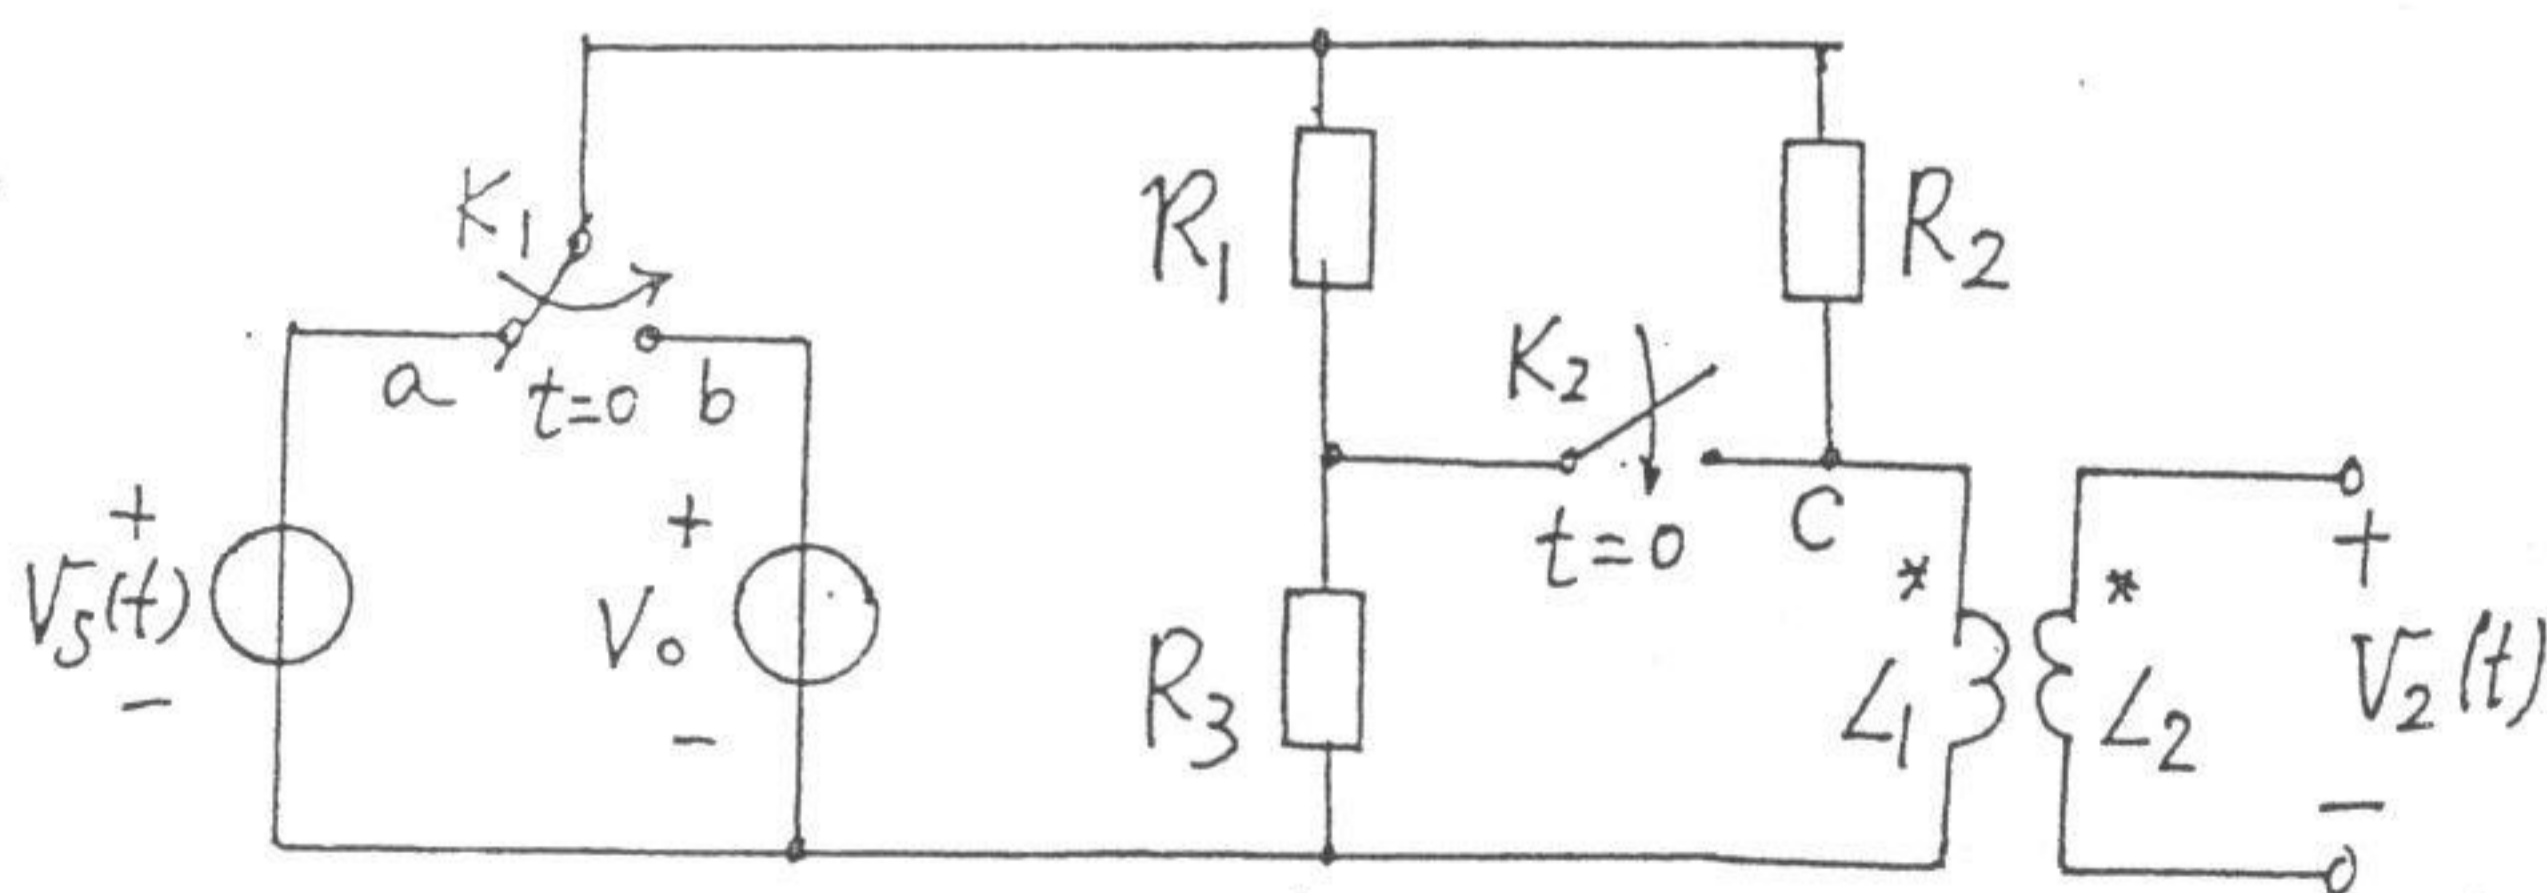 K₁
R₁
R₂
a
t=0
b
K₂
t=0
C
+
Vs(t)
-
+
V₀
-
R₃
*
L₁
*
L₂
+
V₂(t)
-